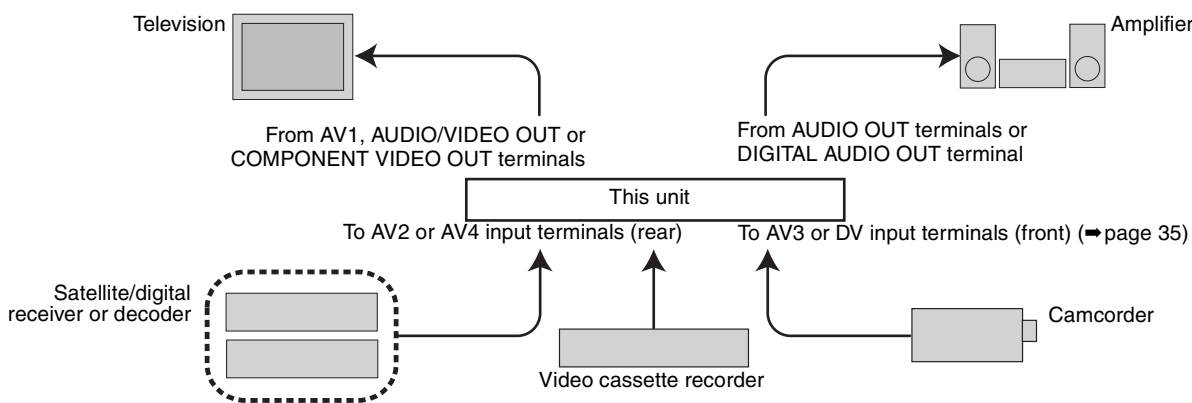 Television
Amplifier
From AV1, AUDIO/VIDEO OUT or
COMPONENT VIDEO OUT terminals
From AUDIO OUT terminals or
DIGITAL AUDIO OUT terminal
This unit
To AV2 or AV4 input terminals (rear)
To AV3 or DV input terminals (front) (➡page 35)
Satellite/digital
receiver or decoder
Video cassette recorder
Camcorder